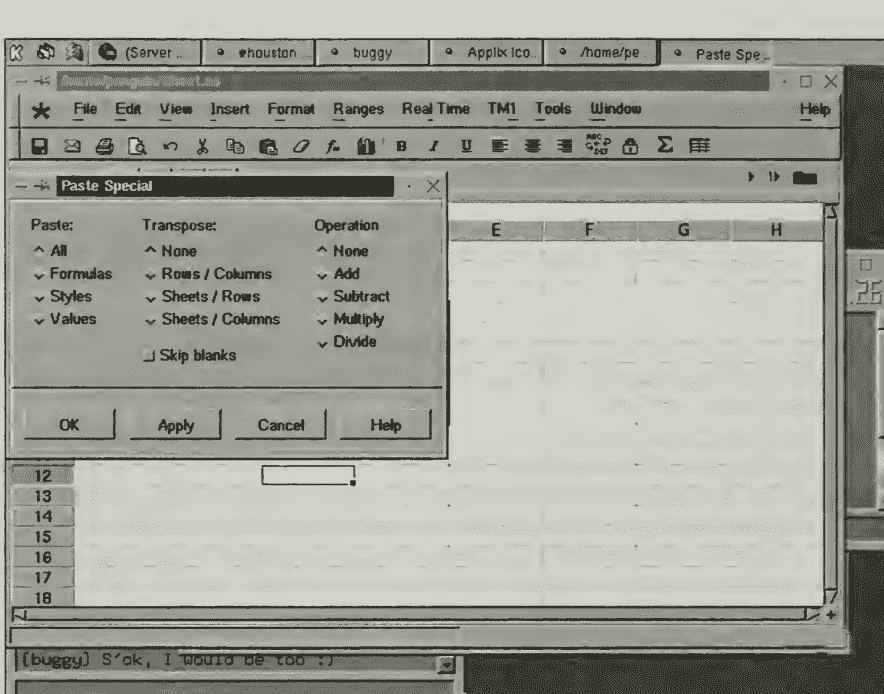 (Server .. houston buggy Applix Ico.. /home/pe.. Paste Spe..
File Edit View Insert Format Ranges Real Time TM1 Tools Window Help
B I U ABC Σ
Paste Special
Paste: Transpose: Operation
All None None
Formulas Rows / Columns Add
Styles Sheets / Rows Subtract
Values Sheets / Columns Multiply
Divide
Skip blanks
OK Apply Cancel Help
E F G H
.26
12
13
14
15
16
17
18
[buggy] S'ok, I would be too :)